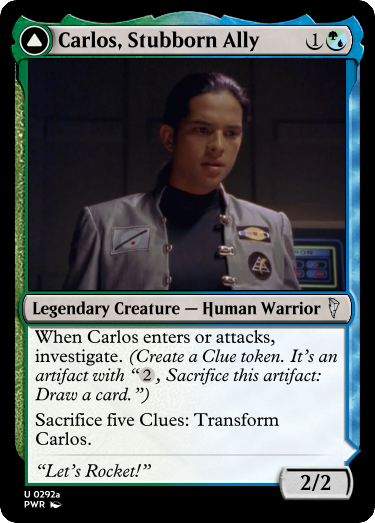 Carlos, Stubborn Ally 1
Legendary Creature — Human Warrior
When Carlos enters or attacks,
investigate. (Create a Clue token. It's an
artifact with “2, Sacrifice this artifact:
Draw a card.”)
Sacrifice five Clues: Transform
Carlos.
“Let's Rocket!”
2/2
U 0292a
PWR